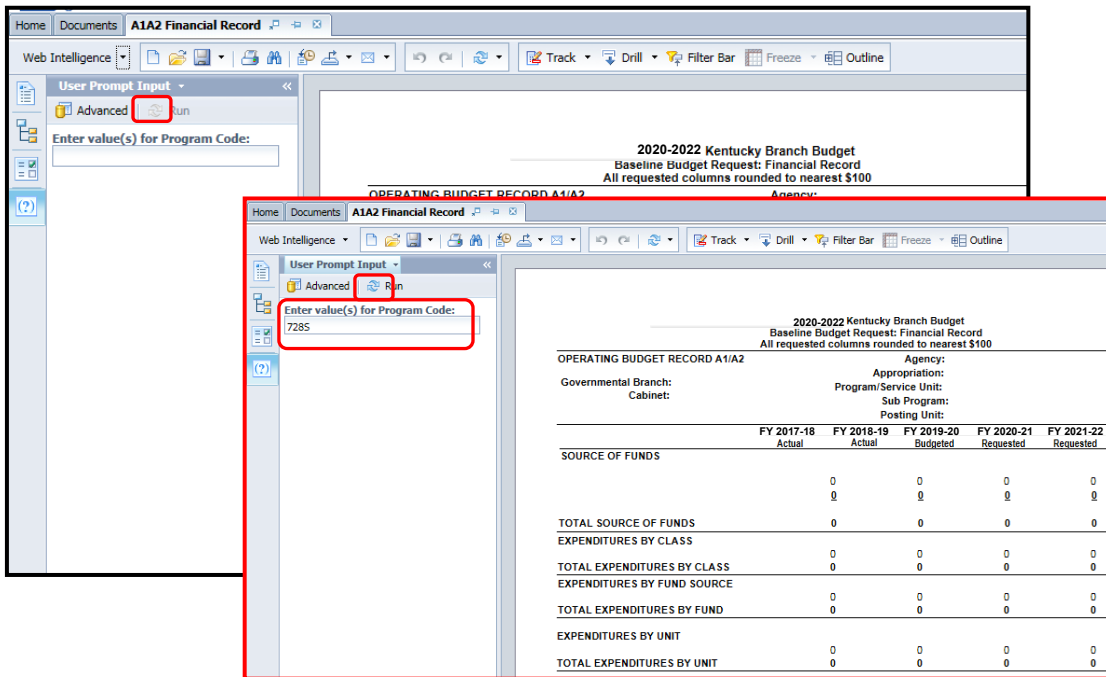 Home Documents A1A2 Financial Record
Web Intelligence Track Drill Filter Bar Freeze Outline
User Prompt Input
Advanced Run
Enter value(s) for Program Code:
2020-2022 Kentucky Branch Budget
Baseline Budget Request: Financial Record
All requested columns rounded to nearest $100
OPERATING BUDGET RECORD A1/A2 Agency:
Home Documents A1A2 Financial Record
Web Intelligence Track Drill Filter Bar Freeze Outline
User Prompt Input
Advanced Run
Enter value(s) for Program Code:
728S
2020-2022 Kentucky Branch Budget
Baseline Budget Request: Financial Record
All requested columns rounded to nearest $100
OPERATING BUDGET RECORD A1/A2 Agency:
Appropriation:
Governmental Branch: Program/Service Unit:
Cabinet: Sub Program:
Posting Unit:
FY 2017-18 FY 2018-19 FY 2019-20 FY 2020-21 FY 2021-22
Actual Actual Budgeted Requested Requested
SOURCE OF FUNDS
0 0 0 0
0 0 0 0
TOTAL SOURCE OF FUNDS 0 0 0 0
EXPENDITURES BY CLASS
0 0 0 0
TOTAL EXPENDITURES BY CLASS 0 0 0 0
EXPENDITURES BY FUND SOURCE
0 0 0 0
TOTAL EXPENDITURES BY FUND 0 0 0 0
EXPENDITURES BY UNIT
0 0 0 0
TOTAL EXPENDITURES BY UNIT 0 0 0 0